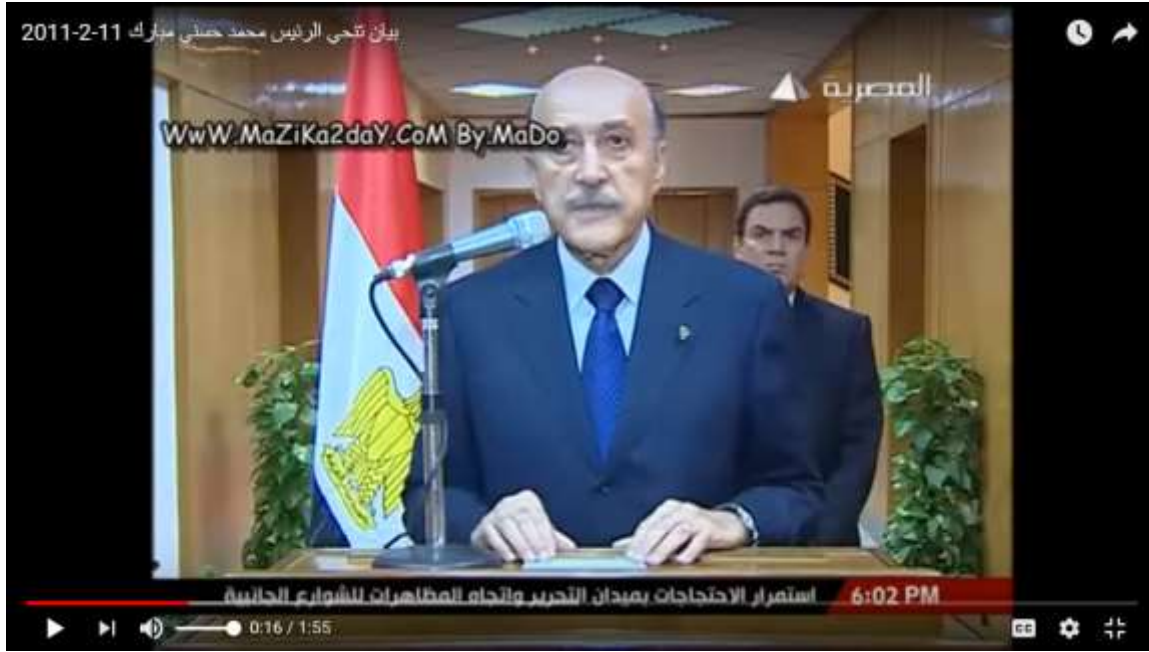 بيان تنحي الرئيس محمد حسني مبارك 11-2-2011
المصرية
WwW.MaZiKa2daY.CoM By.MaDo
6:02 PM استمرار الاحتجاجات بميدان التحرير واتجاه المظاهرات للشوارع الجانبية
0:16 / 1:55
CC